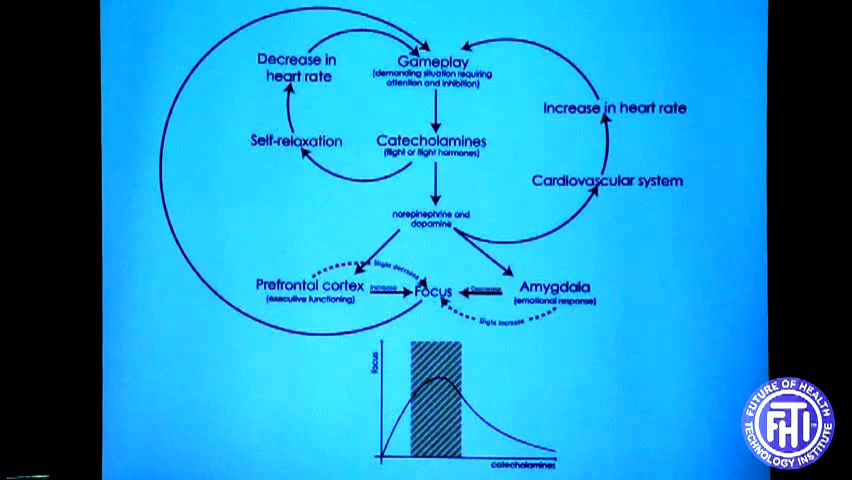 Decrease in
heart rate
Gameplay
(demanding situation requiring
attention and inhibition)
Increase in heart rate
Self-relaxation
Catecholamines
(flight or flight hormones)
Cardiovascular system
norepinephrine and
dopamine
Slight decrease
Prefrontal cortex
(executive functioning)
Increase
Focus
Decrease
Amygdala
(emotional response)
Slight increase
focus
catecholamines
FUTURE OF HEALTH
FHTI
TECHNOLOGY INSTITUTE